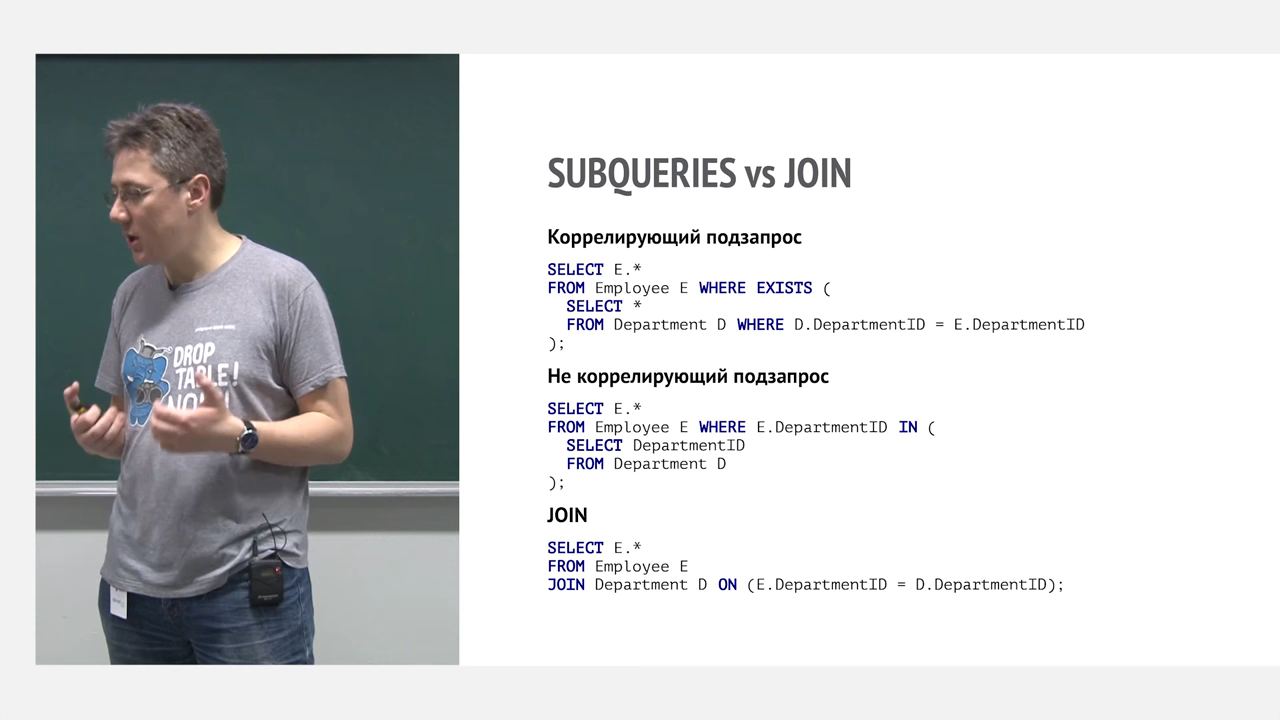 DROP
TABLE!
SUBQUERIES vs JOIN
Коррелирующий подзапрос
SELECT E.*
FROM Employee E WHERE EXISTS (
SELECT *
FROM Department D WHERE D.DepartmentID = E.DepartmentID
);
Не коррелирующий подзапрос
SELECT E.*
FROM Employee E WHERE E.DepartmentID IN (
SELECT DepartmentID
FROM Department D
);
JOIN
SELECT E.*
FROM Employee E
JOIN Department D ON (E.DepartmentID = D.DepartmentID);